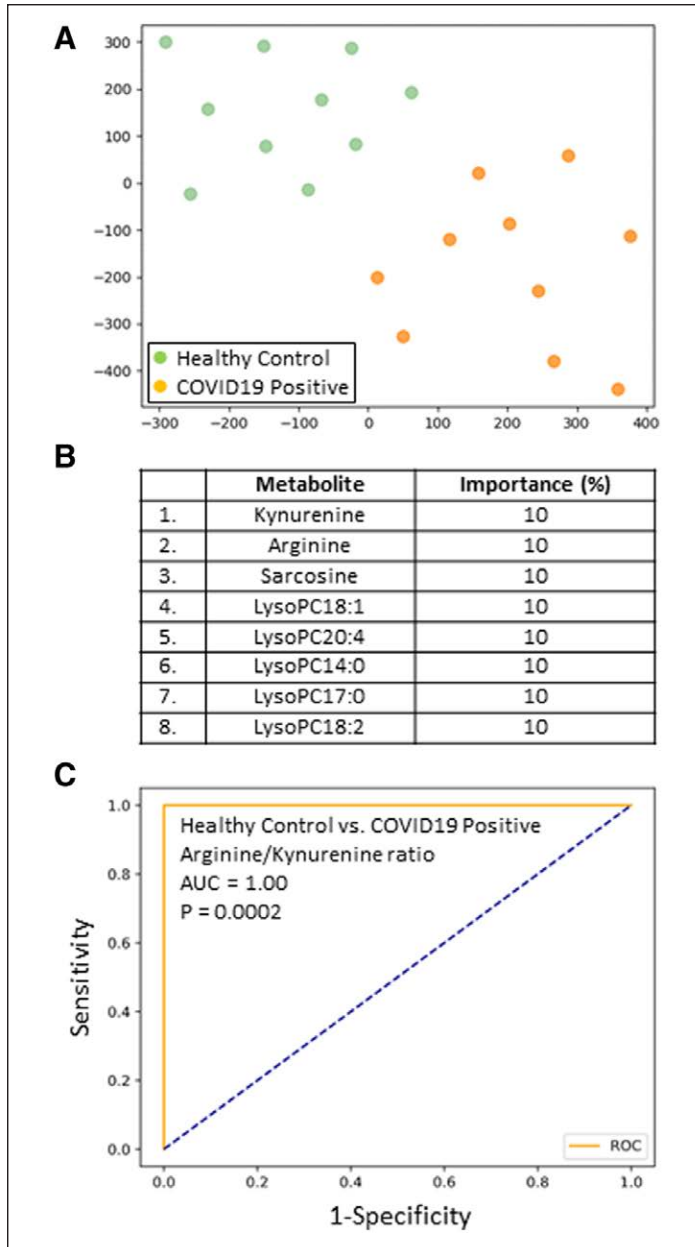 A
300
200
100
0
−100
−200
−300
−400
Healthy Control
COVID19 Positive
−300 −200 −100 0 100 200 300 400
B
Metabolite Importance (%)
1. Kynurenine 10
2. Arginine 10
3. Sarcosine 10
4. LysoPC18:1 10
5. LysoPC20:4 10
6. LysoPC14:0 10
7. LysoPC17:0 10
8. LysoPC18:2 10
C
Sensitivity
1.0
0.8
0.6
0.4
0.2
0.0
Healthy Control vs. COVID19 Positive
Arginine/Kynurenine ratio
AUC = 1.00
P = 0.0002
ROC
0.0 0.2 0.4 0.6 0.8 1.0
1-Specificity